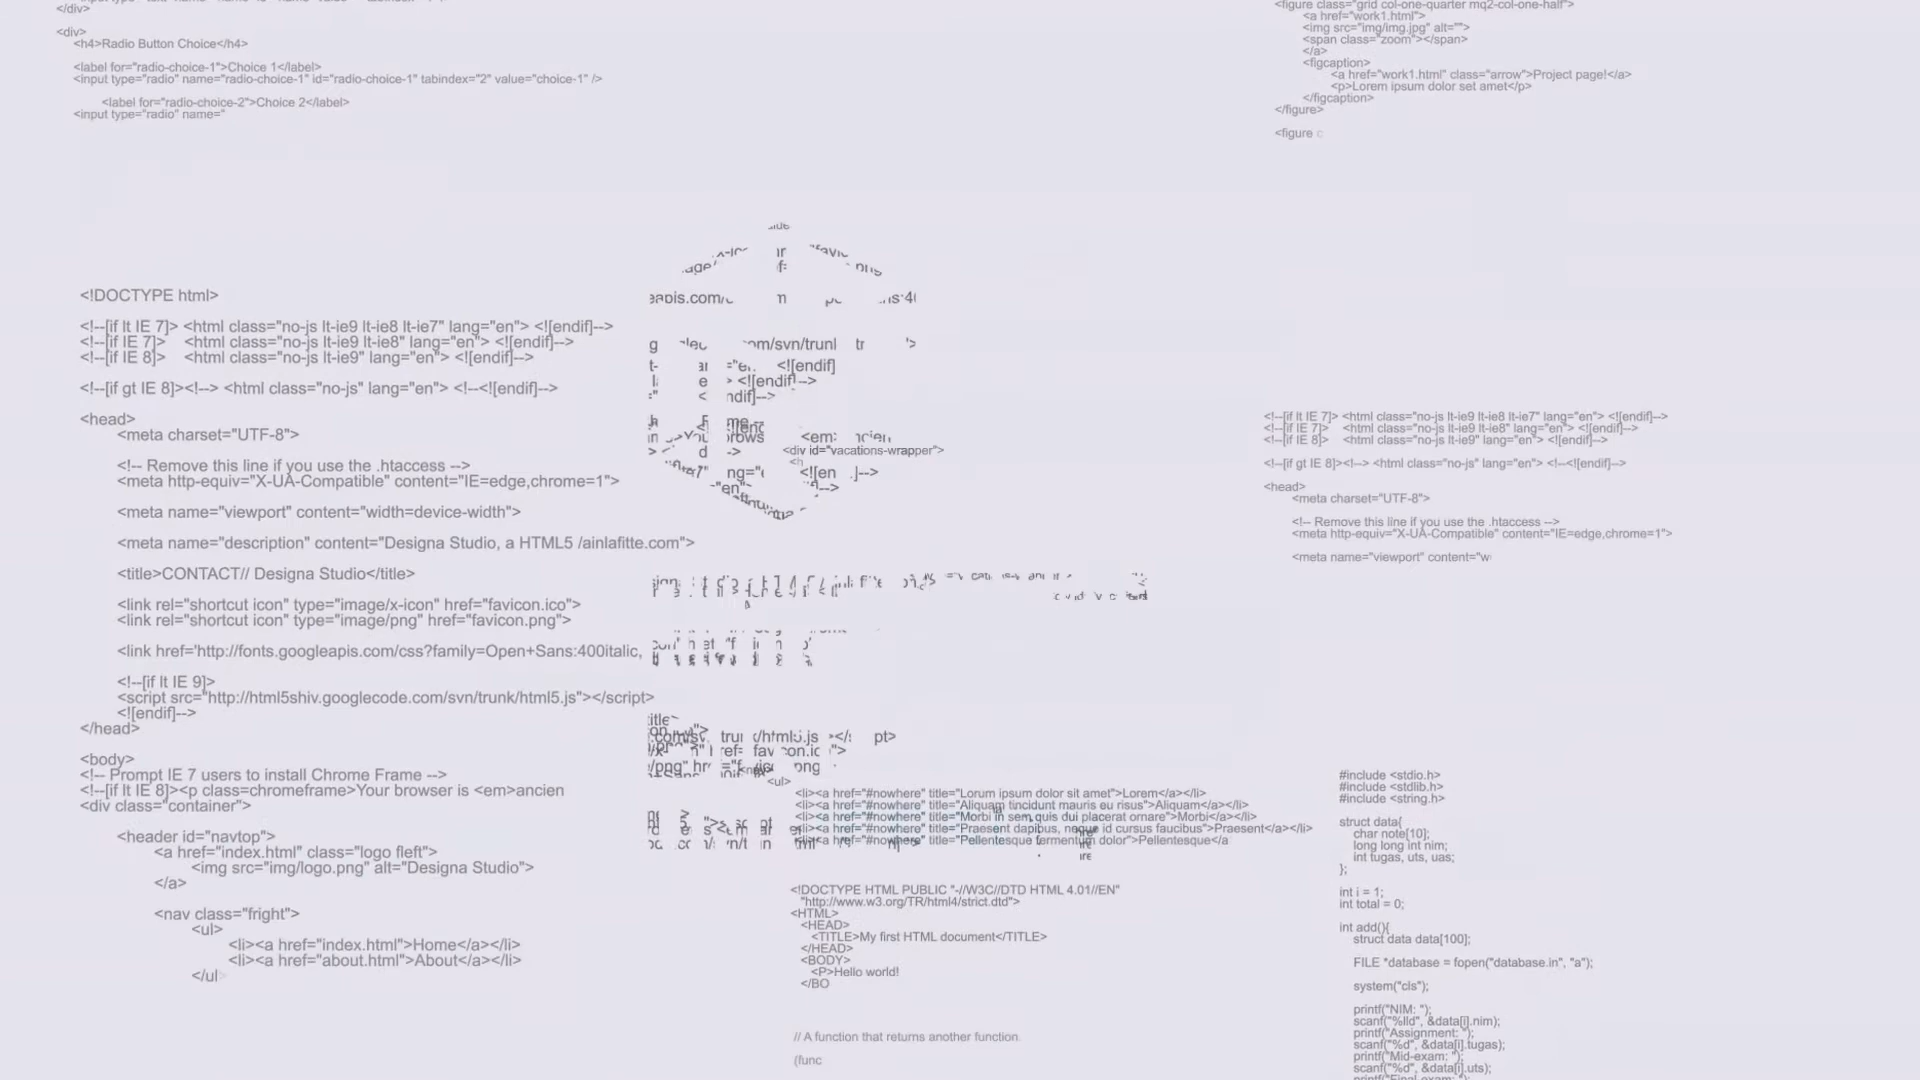 </div>
<div>
<h4>Radio Button Choice</h4>
<label for="radio-choice-1">Choice 1</label>
<input type="radio" name="radio-choice-1" id="radio-choice-1" tabindex="2" value="choice-1" />
<label for="radio-choice-2">Choice 2</label>
<input type="radio" name="
<figure class="grid col-one-quarter mq2-col-one-half">
<a href="work1.html">
<img src="img/img.jpg" alt="">
<span class="zoom"></span>
</a>
<figcaption>
<a href="work1.html" class="arrow">Project page!</a>
<p>Lorem ipsum dolor set amet</p>
</figcaption>
</figure>
<figure
<!DOCTYPE html>
<!--[if lt IE 7]> <html class="no-js lt-ie9 lt-ie8 lt-ie7" lang="en"> <![endif]-->
<!--[if IE 7]> <html class="no-js lt-ie9 lt-ie8" lang="en"> <![endif]-->
<!--[if IE 8]> <html class="no-js lt-ie9" lang="en"> <![endif]-->
<!--[if gt IE 8]><!--> <html class="no-js" lang="en"> <!--<![endif]-->
<head>
<meta charset="UTF-8">
<!-- Remove this line if you use the .htaccess -->
<meta http-equiv="X-UA-Compatible" content="IE=edge,chrome=1">
<meta name="viewport" content="width=device-width">
<meta name="description" content="Designa Studio, a HTML5 /ainlafitte.com">
<title>CONTACT// Designa Studio</title>
<link rel="shortcut icon" type="image/x-icon" href="favicon.ico">
<link rel="shortcut icon" type="image/png" href="favicon.png">
<link href='http://fonts.googleapis.com/css?family=Open+Sans:400italic,
<!--[if lt IE 9]>
<script src="http://html5shiv.googlecode.com/svn/trunk/html5.js"></script>
<![endif]-->
</head>
<body>
<!-- Prompt IE 7 users to install Chrome Frame -->
<!--[if lt IE 8]><p class=chromeframe>Your browser is <em>ancien
<div class="container">
<header id="navtop">
<a href="index.html" class="logo fleft">
<img src="img/logo.png" alt="Designa Studio">
</a>
<nav class="fright">
<ul>
<li><a href="index.html">Home</a></li>
<li><a href="about.html">About</a></li>
</ul
<div id="vacations-wrapper">
<ul>
<li><a href="#nowhere" title="Lorum ipsum dolor sit amet">Lorem</a></li>
<li><a href="#nowhere" title="Aliquam tincidunt mauris eu risus">Aliquam</a></li>
<li><a href="#nowhere" title="Morbi in sem quis dui placerat ornare">Morbi</a></li>
<li><a href="#nowhere" title="Praesent dapibus, neque id cursus faucibus">Praesent</a></li>
<li><a href="#nowhere" title="Pellentesque fermentum dolor">Pellentesque</a
<!DOCTYPE HTML PUBLIC "-//W3C//DTD HTML 4.01//EN"
"http://www.w3.org/TR/html4/strict.dtd">
<HTML>
<HEAD>
<TITLE>My first HTML document</TITLE>
</HEAD>
<BODY>
<P>Hello world!
</BO
// A function that returns another function
(func
<!--[if lt IE 7]> <html class="no-js lt-ie9 lt-ie8 lt-ie7" lang="en"> <![endif]-->
<!--[if IE 7]> <html class="no-js lt-ie9 lt-ie8" lang="en"> <![endif]-->
<!--[if IE 8]> <html class="no-js lt-ie9" lang="en"> <![endif]-->
<!--[if gt IE 8]><!--> <html class="no-js" lang="en"> <!--<![endif]-->
<head>
<meta charset="UTF-8">
<!-- Remove this line if you use the .htaccess -->
<meta http-equiv="X-UA-Compatible" content="IE=edge,chrome=1">
<meta name="viewport" content="w
#include <stdio.h>
#include <stdlib.h>
#include <string.h>
struct data{
char note[10];
long long int nim;
int tugas, uts, uas;
};
int i = 1;
int total = 0;
int add(){
struct data data[100];
FILE *database = fopen("database.in", "a");
system("cls");
printf("NIM: ");
scanf("%lld", &data[i].nim);
printf("Assignment: ");
scanf("%d", &data[i].tugas);
printf("Mid-exam: ");
scanf("%d", &data[i].uts);